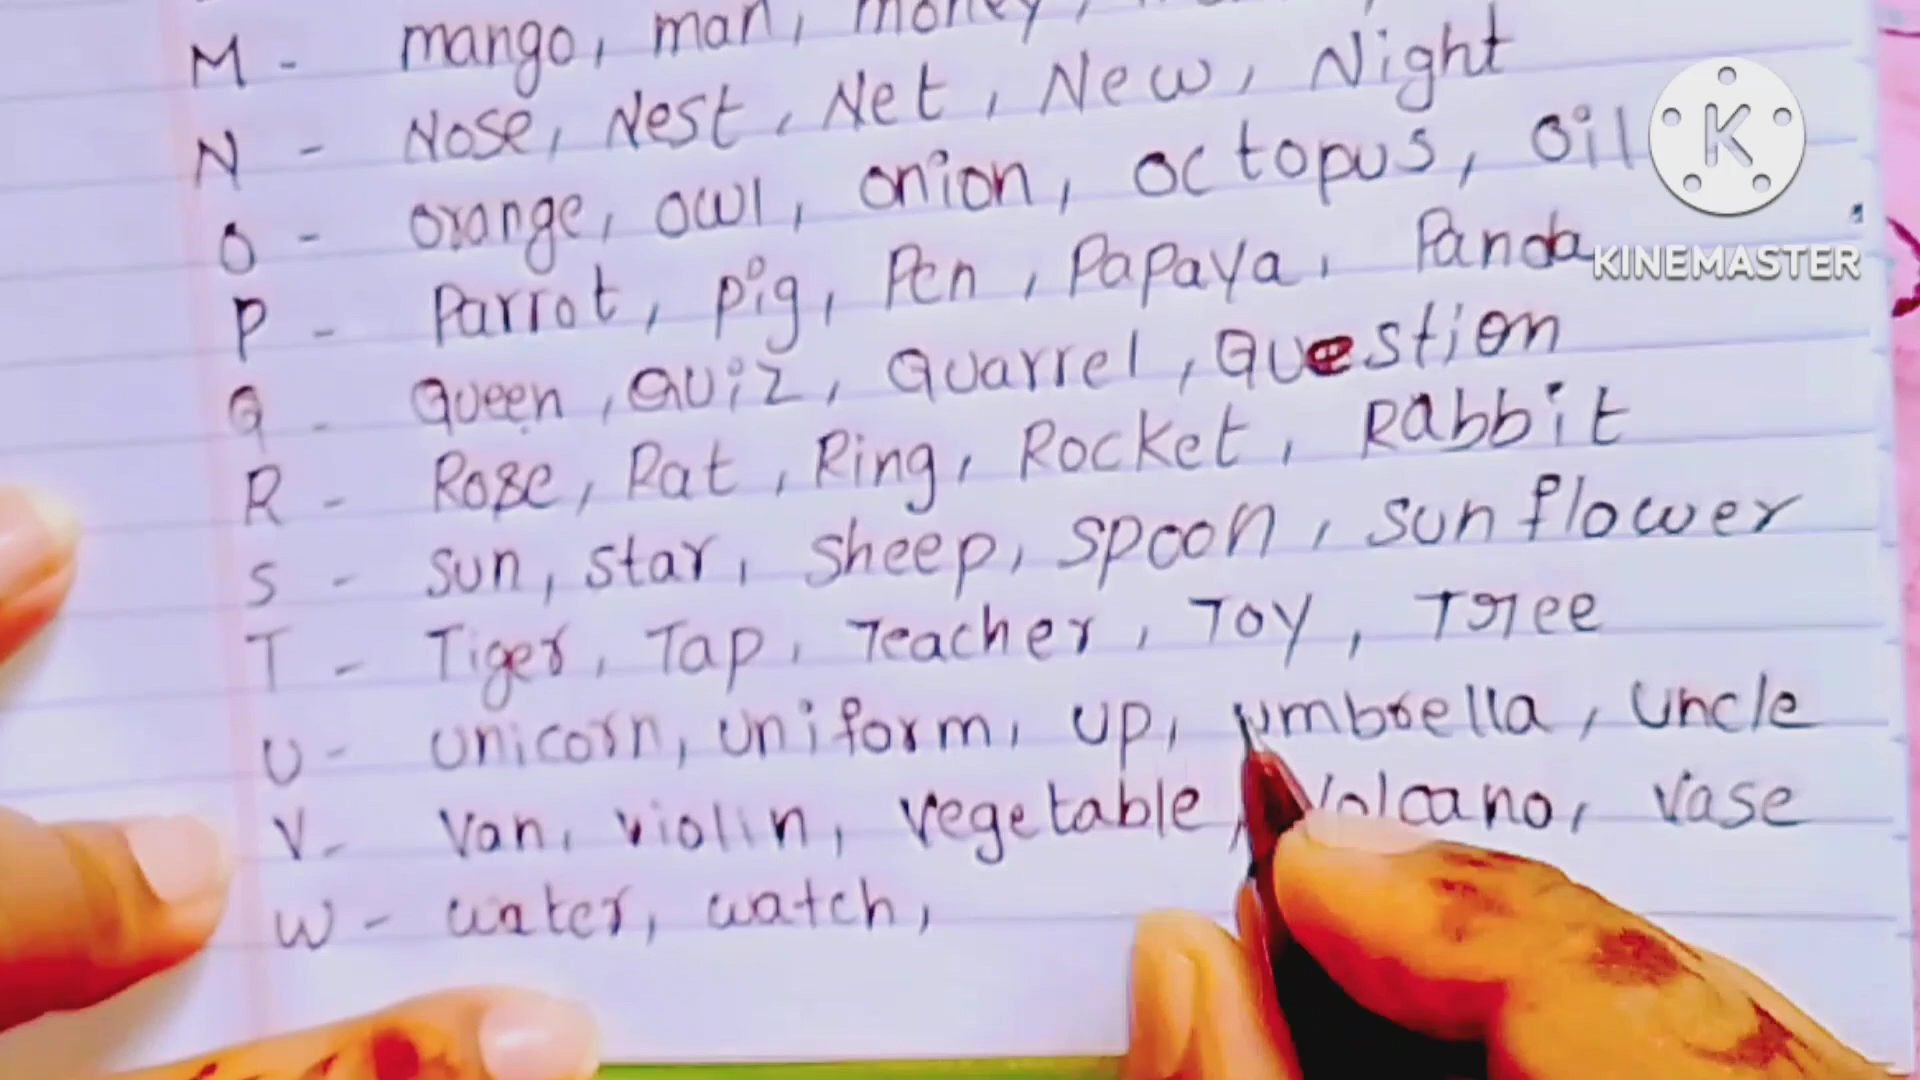 M - mango, man, money,
N - Nose, Nest, Net, New, Night
O - orange, owl, onion, octopus, oil
P - Parrot, pig, Pen, Papaya, Panda
Q - Queen, Quiz, Quarrel, Question
R - Rose, Rat, Ring, Rocket, Rabbit
S - sun, star, sheep, spoon, sunflower
T - Tiger, Tap, Teacher, Toy, Tree
U - unicorn, uniform, up, umbrella, uncle
V - Van, violin, vegetable, Volcano, vase
W - water, watch,
K
KINEMASTER